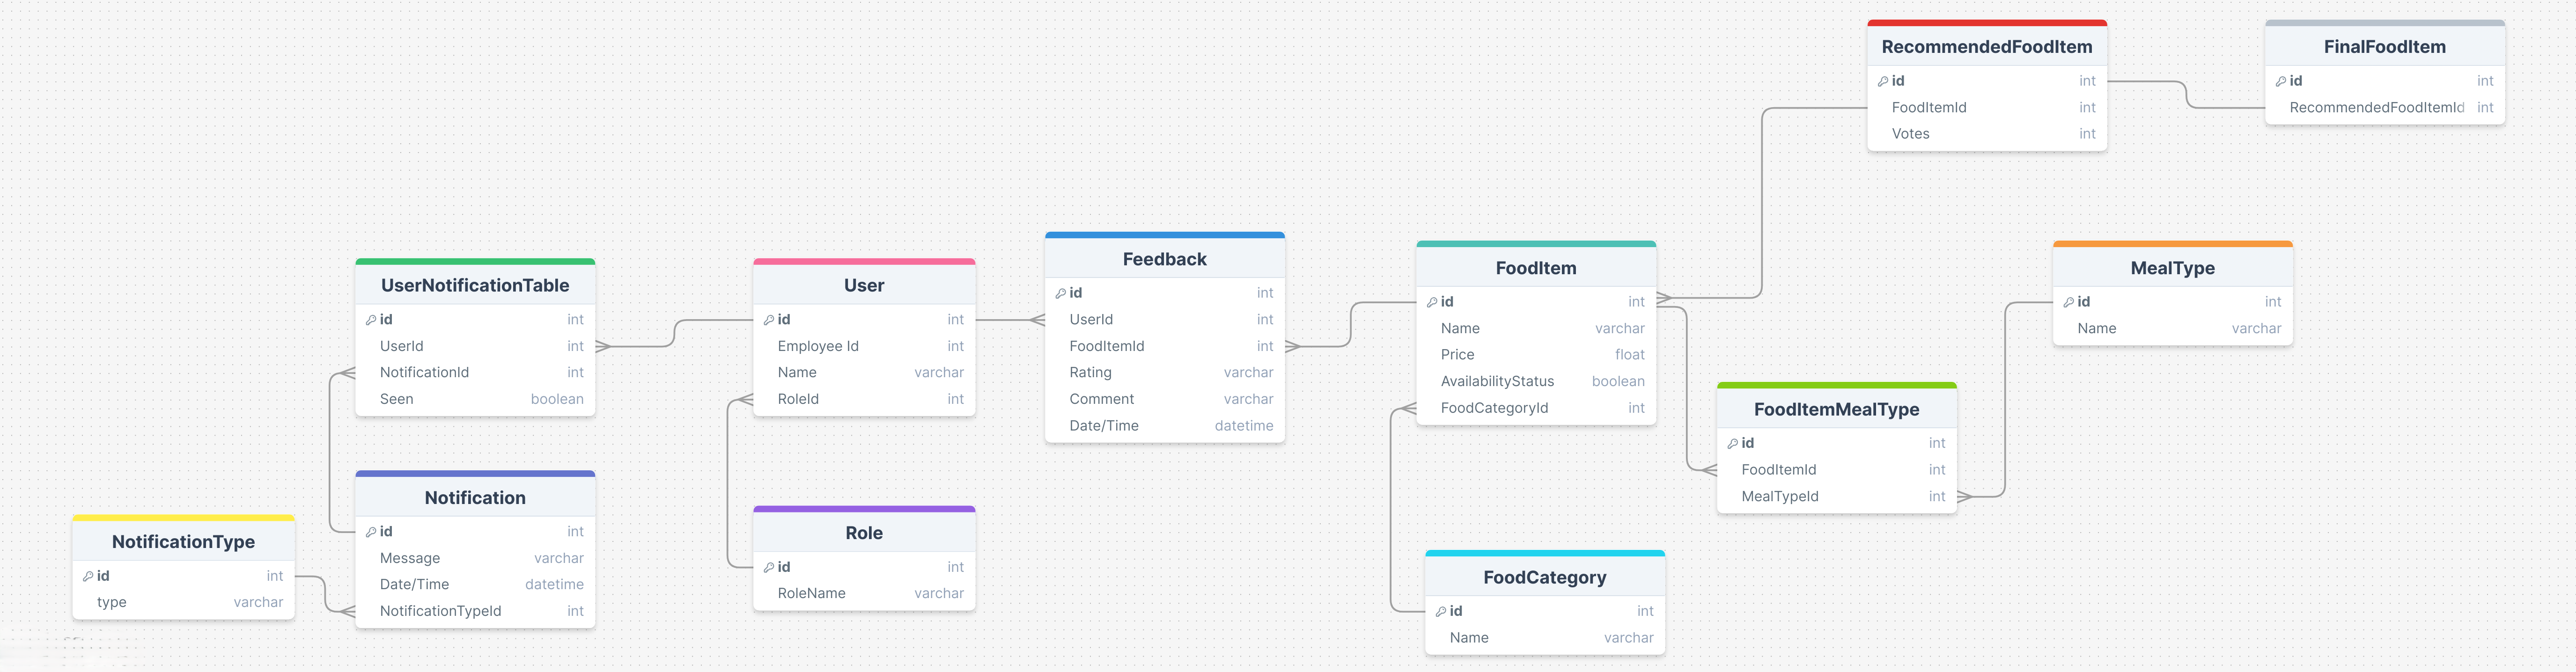 RecommendedFoodItem
id int
FoodItemId int
Votes int
FinalFoodItem
id int
RecommendedFoodItemId int
UserNotificationTable
id int
UserId int
NotificationId int
Seen boolean
User
id int
Employee Id int
Name varchar
RoleId int
Feedback
id int
UserId int
FoodItemId int
Rating varchar
Comment varchar
Date/Time datetime
FoodItem
id int
Name varchar
Price float
AvailabilityStatus boolean
FoodCategoryId int
MealType
id int
Name varchar
FoodItemMealType
id int
FoodItemId int
MealTypeId int
NotificationType
id int
type varchar
Notification
id int
Message varchar
Date/Time datetime
NotificationTypeId int
Role
id int
RoleName varchar
FoodCategory
id int
Name varchar